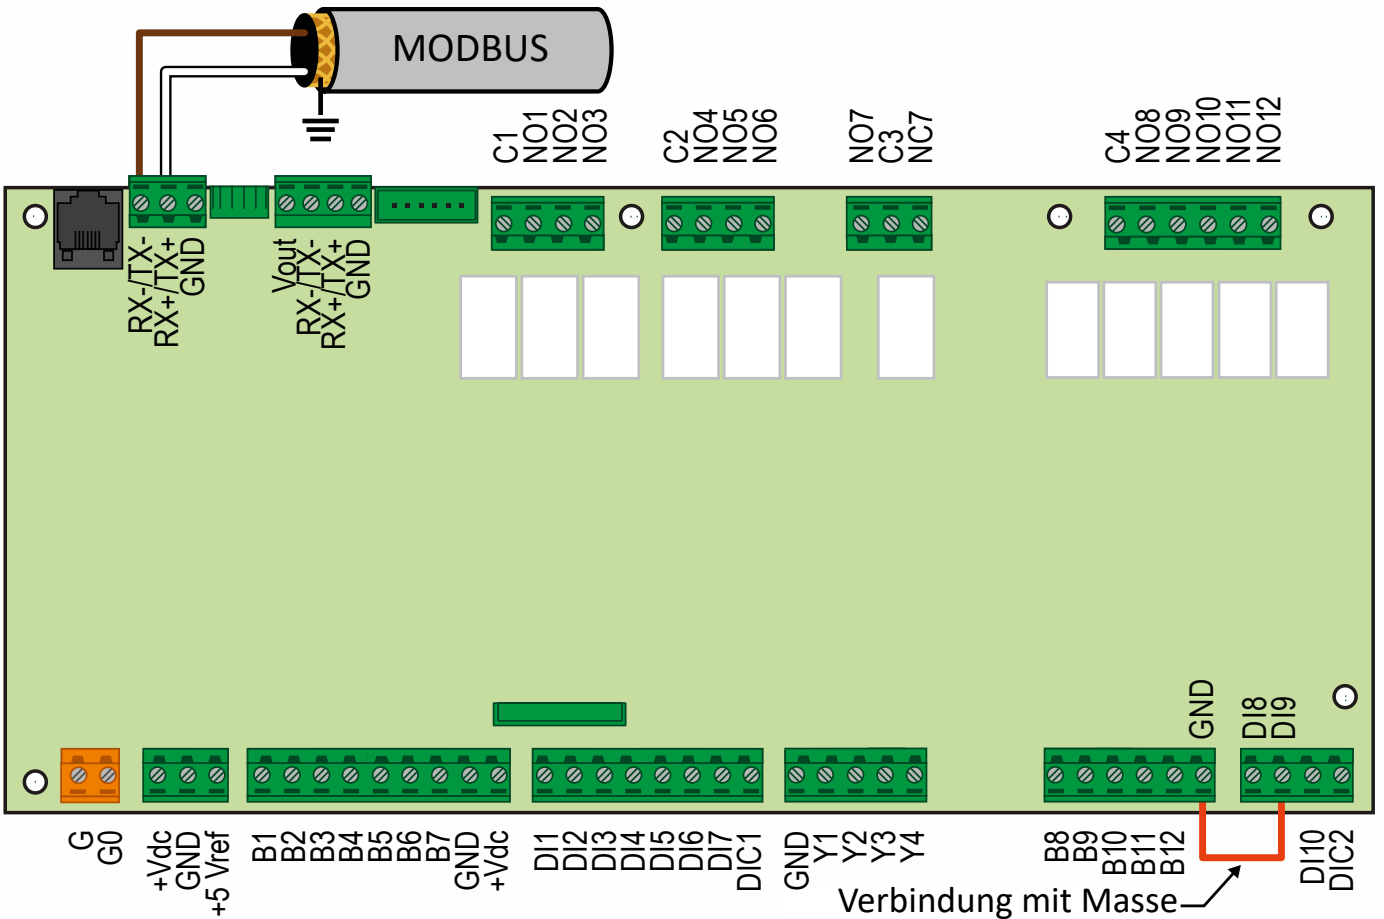 MODBUS
C1
NO1
NO2
NO3
C2
NO4
NO5
NO6
NO7
C3
NC7
C4
NO8
NO9
NO10
NO11
NO12
RX-/TX-
RX+/TX+
GND
Vout
RX-/TX-
RX+/TX+
GND
GND
DI8
DI9
G
G0
+Vdc
GND
+5 Vref
B1
B2
B3
B4
B5
B6
B7
GND
+Vdc
DI1
DI2
DI3
DI4
DI5
DI6
DI7
DIC1
GND
Y1
Y2
Y3
Y4
B8
B9
B10
B11
B12
DI10
DIC2
Verbindung mit Masse